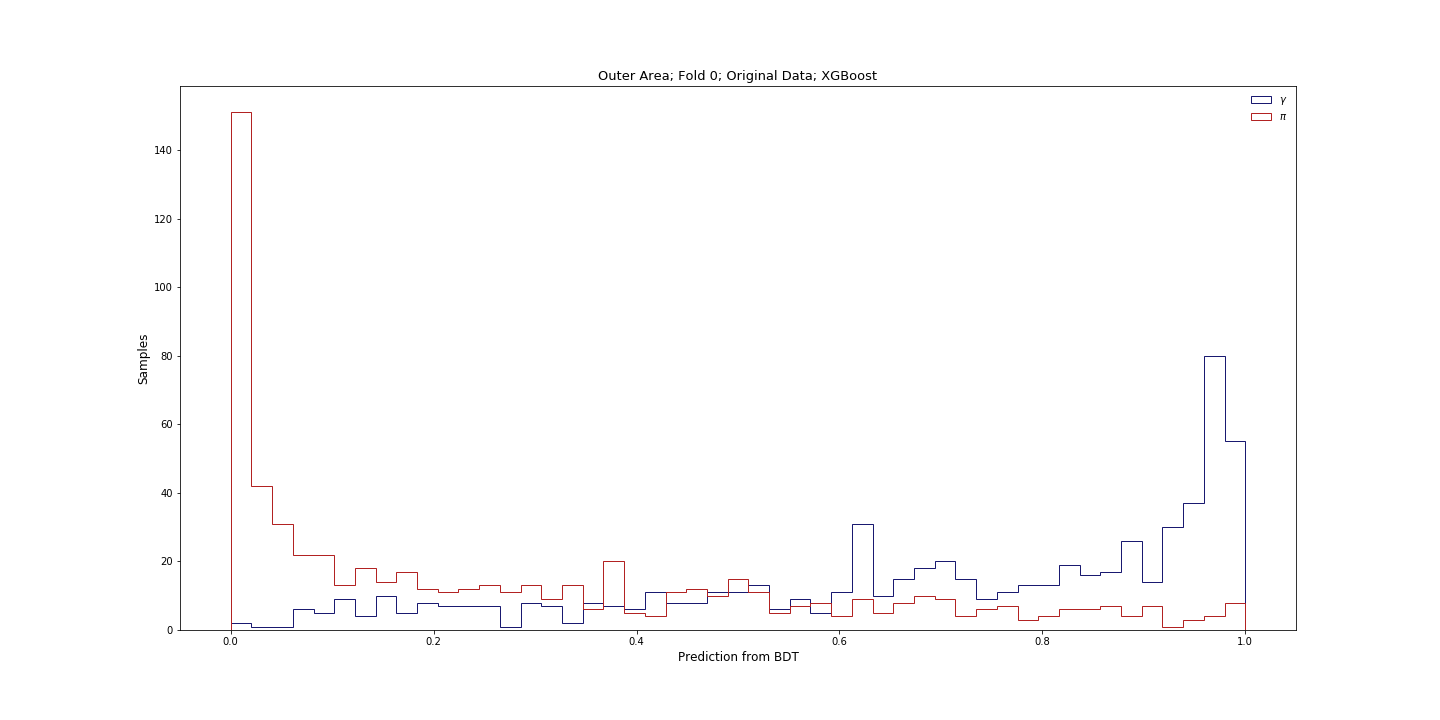 Outer Area; Fold 0; Original Data; XGBoost
γ
π
140
120
100
80
60
40
20
0
Samples
0.0 0.2 0.4 0.6 0.8 1.0
Prediction from BDT